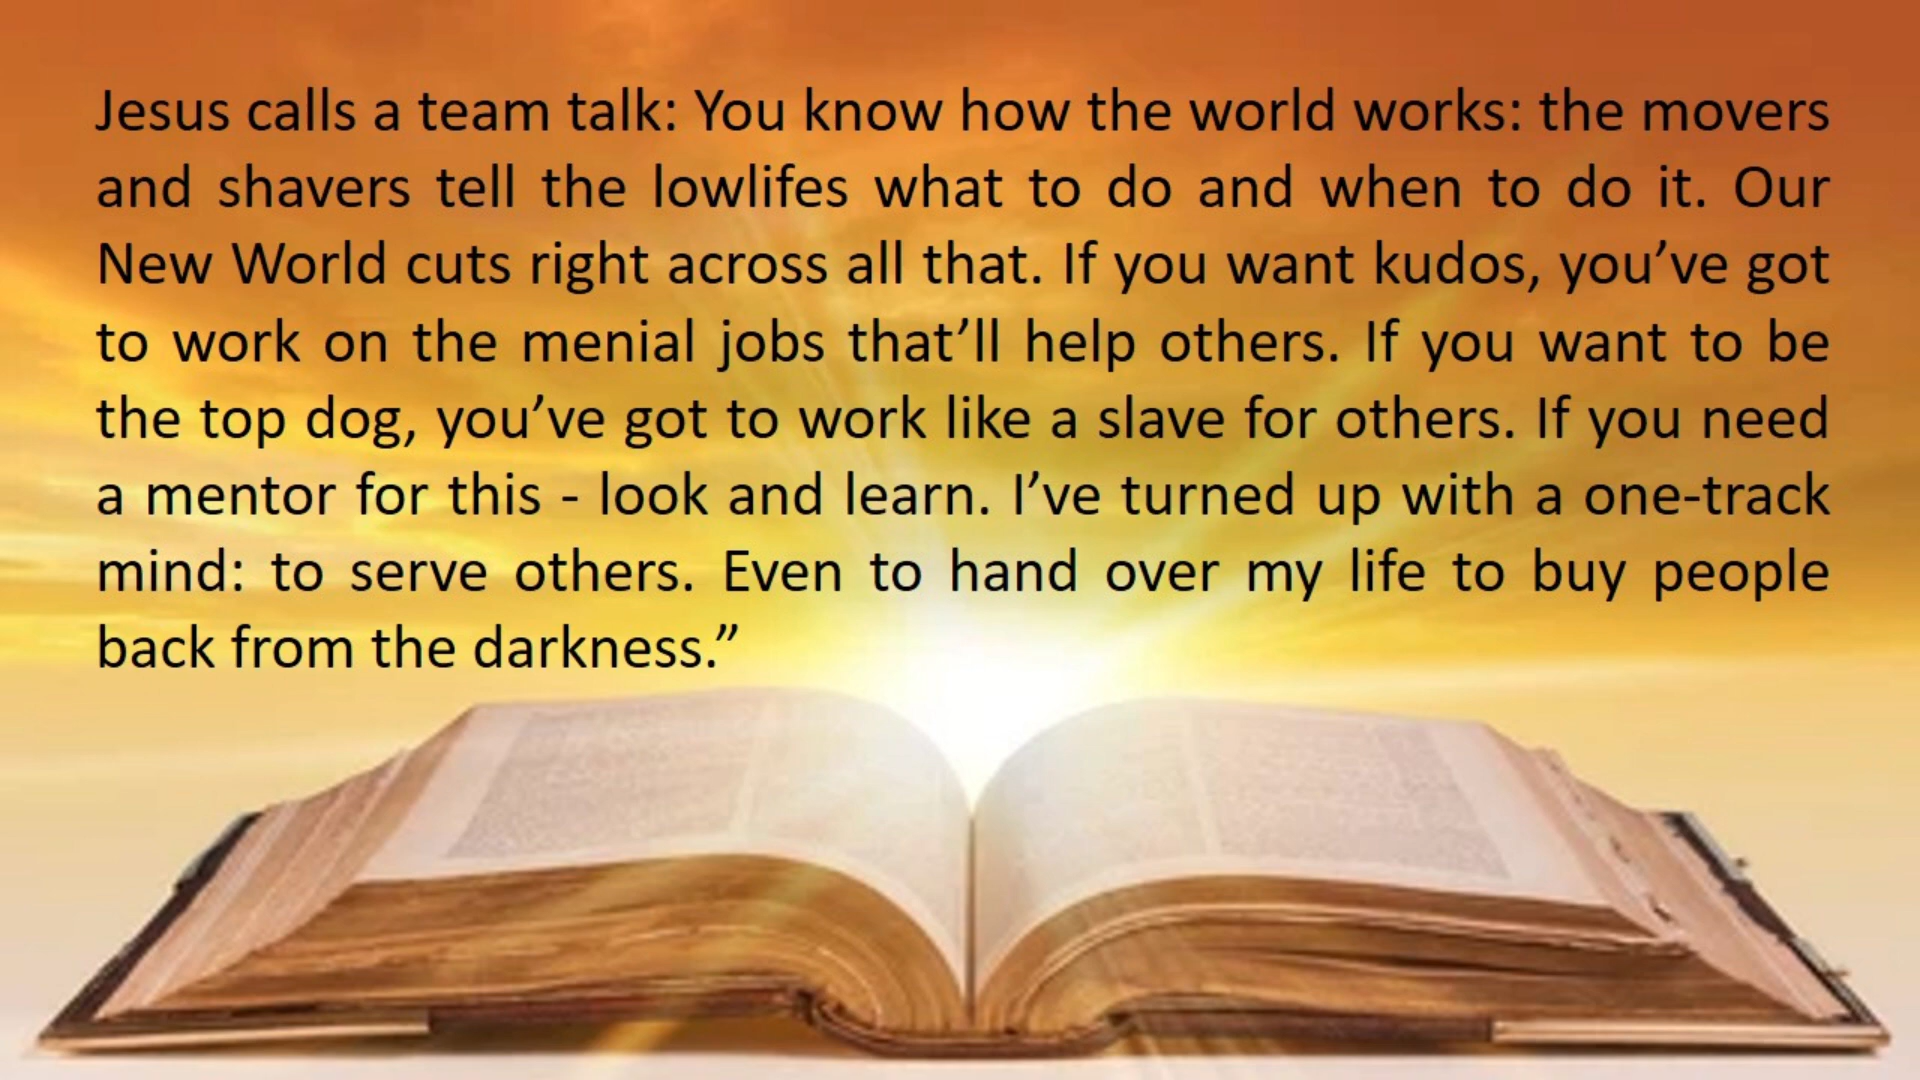 Jesus calls a team talk: You know how the world works: the movers
and shavers tell the lowlifes what to do and when to do it. Our
New World cuts right across all that. If you want kudos, you’ve got
to work on the menial jobs that’ll help others. If you want to be
the top dog, you’ve got to work like a slave for others. If you need
a mentor for this - look and learn. I’ve turned up with a one-track
mind: to serve others. Even to hand over my life to buy people
back from the darkness.”